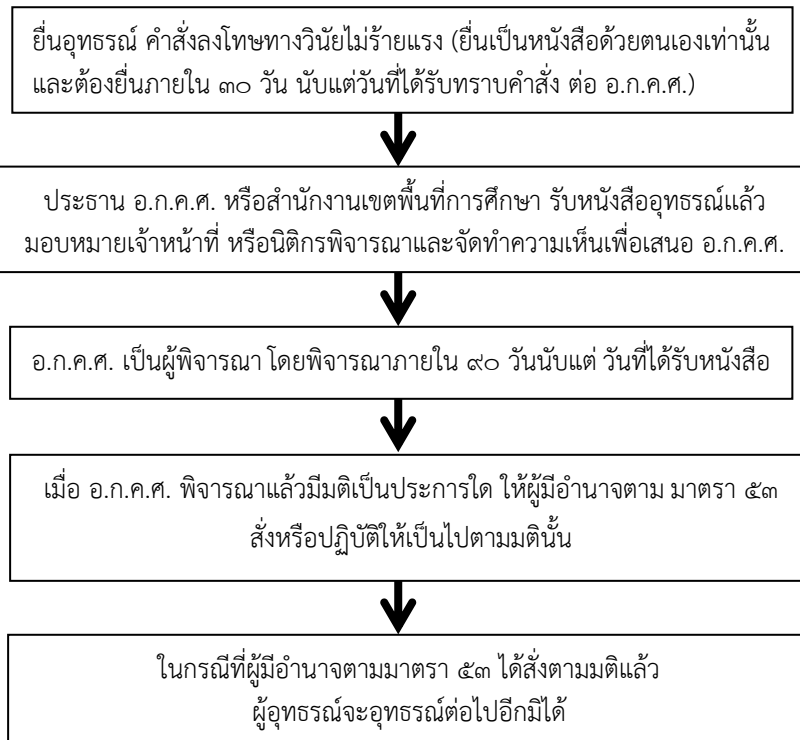 ยื่นอุทธรณ์ คำสั่งลงโทษทางวินัยไม่ร้ายแรง (ยื่นเป็นหนังสือด้วยตนเองเท่านั้น
และต้องยื่นภายใน ๓๐ วัน นับแต่วันที่ได้รับทราบคำสั่ง ต่อ อ.ก.ค.ศ.)
ประธาน อ.ก.ค.ศ. หรือสำนักงานเขตพื้นที่การศึกษา รับหนังสืออุทธรณ์แล้ว
มอบหมายเจ้าหน้าที่ หรือนิติกรพิจารณาและจัดทำความเห็นเพื่อเสนอ อ.ก.ค.ศ.
อ.ก.ค.ศ. เป็นผู้พิจารณา โดยพิจารณาภายใน ๙๐ วันนับแต่ วันที่ได้รับหนังสือ
เมื่อ อ.ก.ค.ศ. พิจารณาแล้วมีมติเป็นประการใด ให้ผู้มีอำนาจตาม มาตรา ๕๓
สั่งหรือปฏิบัติให้เป็นไปตามมตินั้น
ในกรณีที่ผู้มีอำนาจตามมาตรา ๕๓ ได้สั่งตามมติแล้ว
ผู้อุทธรณ์จะอุทธรณ์ต่อไปอีกมิได้